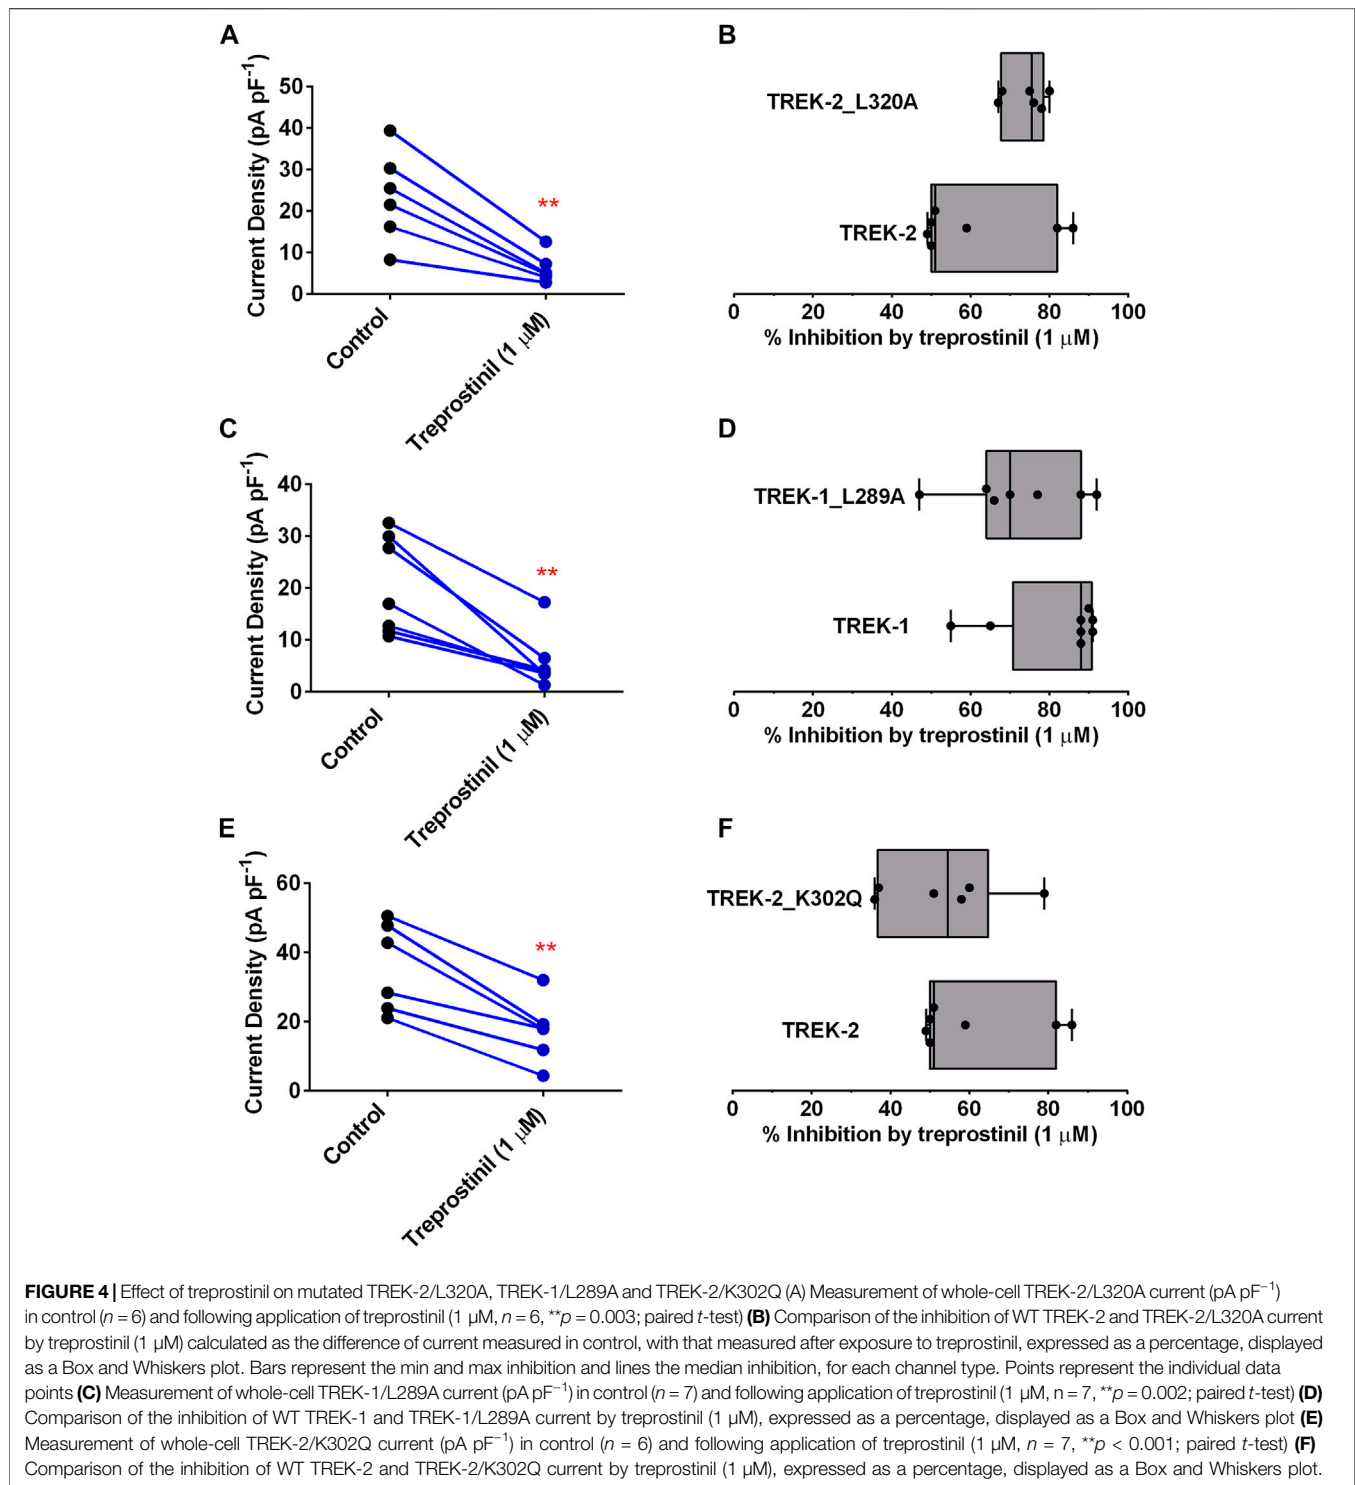 A
Current Density (pA pF⁻¹)
50
40
30
20
10
0
**
Control
Treprostinil (1 μM)
B
TREK-2_L320A
TREK-2
0 20 40 60 80 100
% Inhibition by treprostinil (1 μM)
C
Current Density (pA pF⁻¹)
40
30
20
10
0
**
Control
Treprostinil (1 μM)
D
TREK-1_L289A
TREK-1
0 20 40 60 80 100
% Inhibition by treprostinil (1 μM)
E
Current Density (pA pF⁻¹)
60
40
20
0
**
Control
Treprostinil (1 μM)
F
TREK-2_K302Q
TREK-2
0 20 40 60 80 100
% Inhibition by treprostinil (1 μM)
FIGURE 4 | Effect of treprostinil on mutated TREK-2/L320A, TREK-1/L289A and TREK-2/K302Q (A) Measurement of whole-cell TREK-2/L320A current (pA pF⁻¹)
in control (n = 6) and following application of treprostinil (1 μM, n = 6, **p = 0.003; paired t-test) (B) Comparison of the inhibition of WT TREK-2 and TREK-2/L320A current
by treprostinil (1 μM) calculated as the difference of current measured in control, with that measured after exposure to treprostinil, expressed as a percentage, displayed
as a Box and Whiskers plot. Bars represent the min and max inhibition and lines the median inhibition, for each channel type. Points represent the individual data
points (C) Measurement of whole-cell TREK-1/L289A current (pA pF⁻¹) in control (n = 7) and following application of treprostinil (1 μM, n = 7, **p = 0.002; paired t-test) (D)
Comparison of the inhibition of WT TREK-1 and TREK-1/L289A current by treprostinil (1 μM), expressed as a percentage, displayed as a Box and Whiskers plot (E)
Measurement of whole-cell TREK-2/K302Q current (pA pF⁻¹) in control (n = 6) and following application of treprostinil (1 μM, n = 7, **p < 0.001; paired t-test) (F)
Comparison of the inhibition of WT TREK-2 and TREK-2/K302Q current by treprostinil (1 μM), expressed as a percentage, displayed as a Box and Whiskers plot.